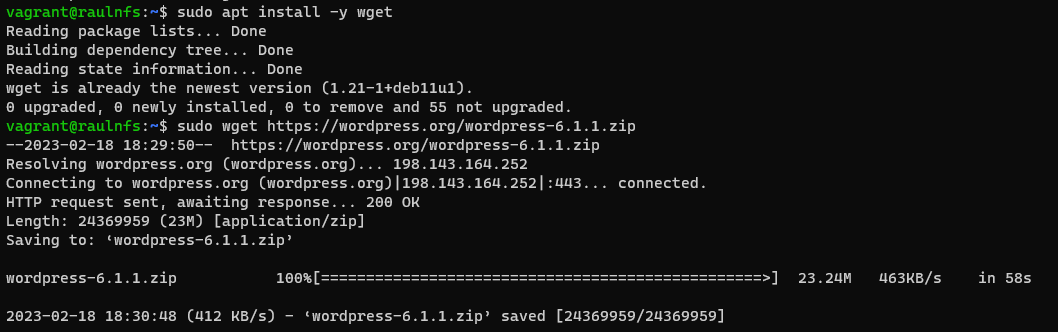 vagrant@raulnfs:~$ sudo apt install -y wget
Reading package lists... Done
Building dependency tree... Done
Reading state information... Done
wget is already the newest version (1.21-1+deb11u1).
0 upgraded, 0 newly installed, 0 to remove and 55 not upgraded.
vagrant@raulnfs:~$ sudo wget https://wordpress.org/wordpress-6.1.1.zip
--2023-02-18 18:29:50--  https://wordpress.org/wordpress-6.1.1.zip
Resolving wordpress.org (wordpress.org)... 198.143.164.252
Connecting to wordpress.org (wordpress.org)|198.143.164.252|:443... connected.
HTTP request sent, awaiting response... 200 OK
Length: 24369959 (23M) [application/zip]
Saving to: ‘wordpress-6.1.1.zip’
wordpress-6.1.1.zip           100%[=================================================>]  23.24M   463KB/s    in 58s
2023-02-18 18:30:48 (412 KB/s) - ‘wordpress-6.1.1.zip’ saved [24369959/24369959]